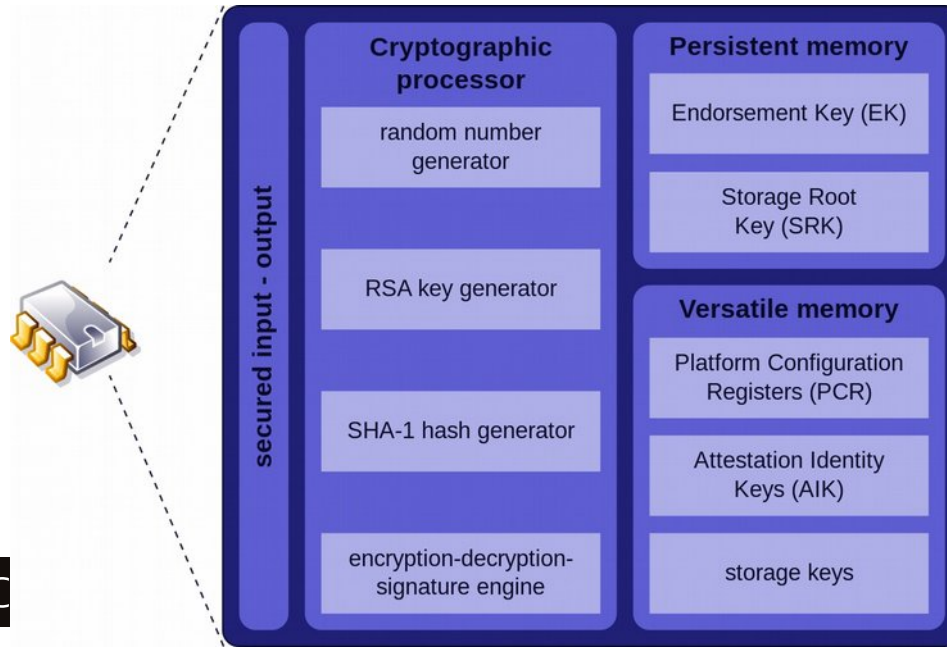 secured input - output
Cryptographic
processor
random number
generator
RSA key generator
SHA-1 hash generator
encryption-decryption-
signature engine
Persistent memory
Endorsement Key (EK)
Storage Root
Key (SRK)
Versatile memory
Platform Configuration
Registers (PCR)
Attestation Identity
Keys (AIK)
storage keys